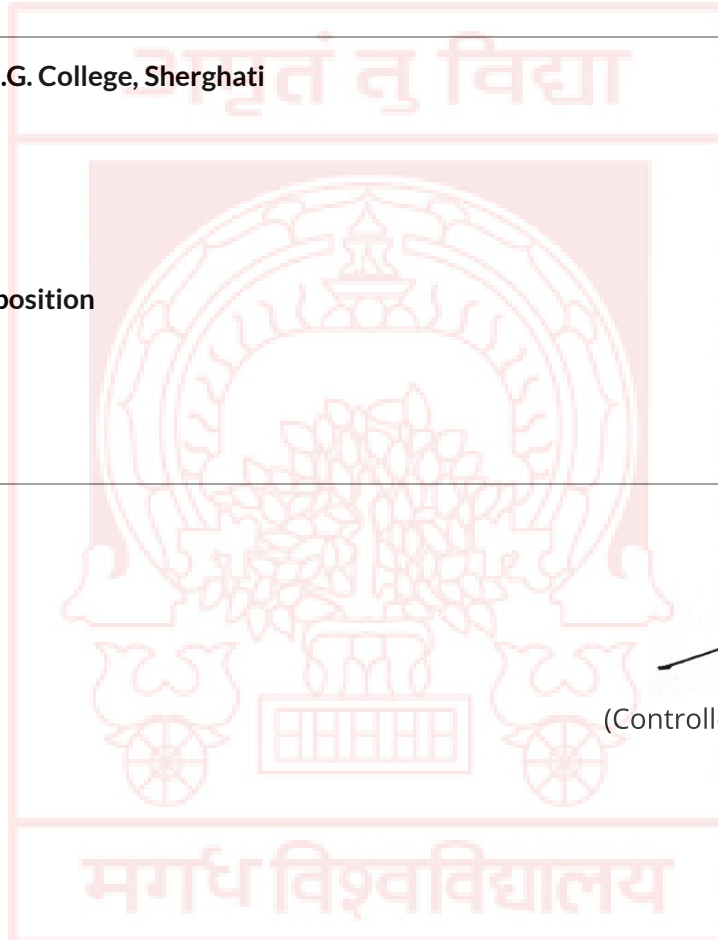 अमृतं तु विद्या
.G. College, Sherghati
position
(Controll
मगध विश्वविद्यालय